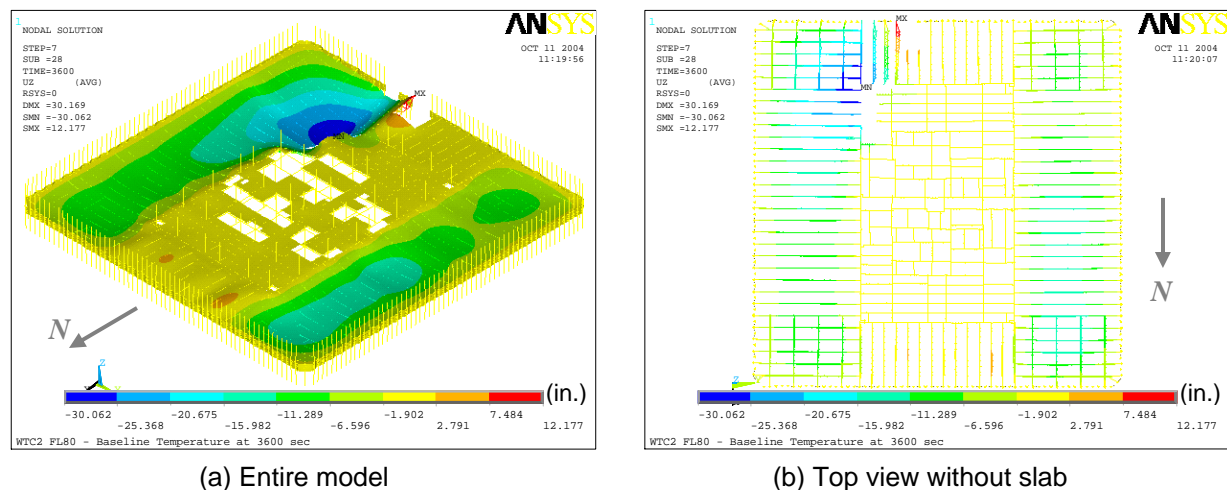 1
NODAL SOLUTION
STEP=7
SUB =28
TIME=3600
UZ (AVG)
RSYS=0
DMX =30.169
SMN =-30.062
SMX =12.177
ANSYS
OCT 11 2004
11:19:56
MX
MN
N
Z
(in.)
-30.062 -20.675 -11.289 -1.902 7.484
-25.368 -15.982 -6.596 2.791 12.177
WTC2 FL80 - Baseline Temperature at 3600 sec
(a) Entire model
1
NODAL SOLUTION
STEP=7
SUB =28
TIME=3600
UZ (AVG)
RSYS=0
DMX =30.169
SMN =-30.062
SMX =12.177
ANSYS
OCT 11 2004
11:20:07
MX
MN
N
(in.)
-30.062 -20.675 -11.289 -1.902 7.484
-25.368 -15.982 -6.596 2.791 12.177
WTC2 FL80 - Baseline Temperature at 3600 sec
(b) Top view without slab